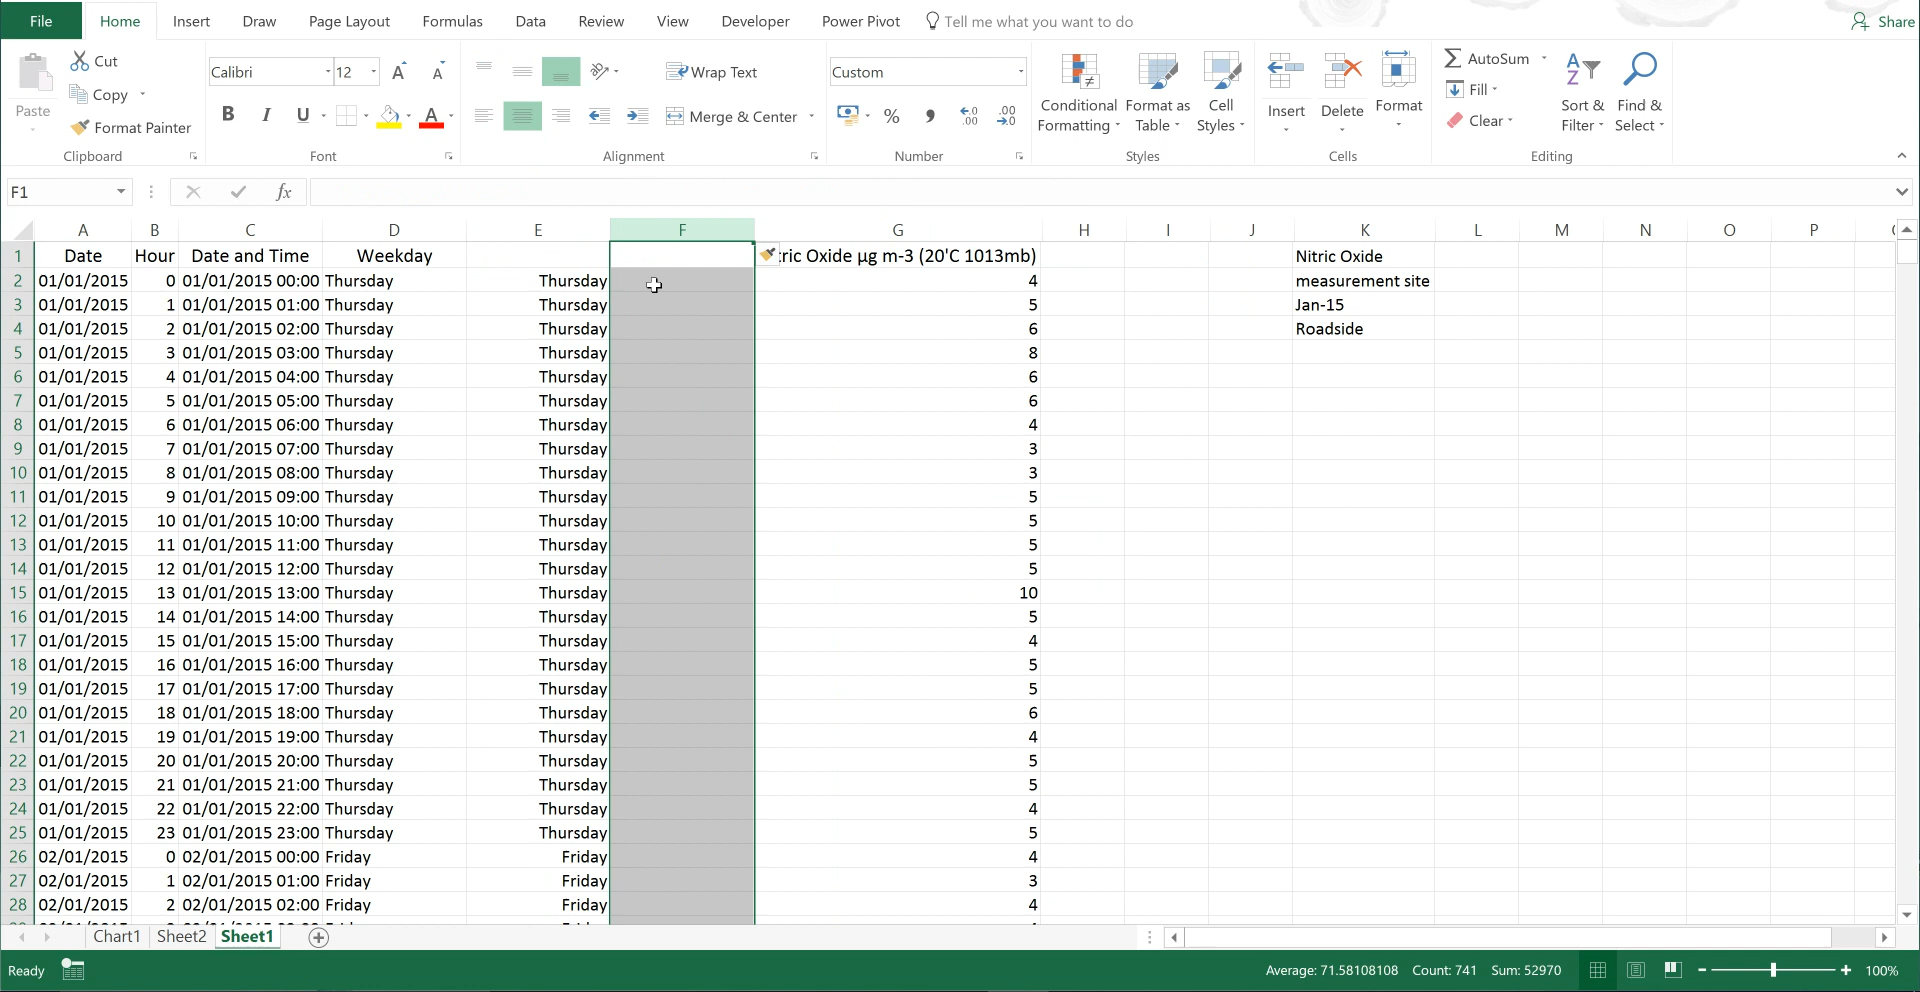 File Home Insert Draw Page Layout Formulas Data Review View Developer Power Pivot Tell me what you want to do Share
Paste Cut Copy Format Painter Clipboard
Calibri 12 A A B I U A Font
Wrap Text Merge & Center Alignment
Custom % , .0 .00 .00 .0 Number
Conditional Formatting Format as Table Cell Styles Styles
Insert Delete Format Cells
AutoSum Fill Clear Sort & Filter Find & Select Editing
F1 fx
A B C D E F G H I J K L M N O P
1 Date Hour Date and Time Weekday tric Oxide µg m-3 (20'C 1013mb) Nitric Oxide
2 01/01/2015 0 01/01/2015 00:00 Thursday Thursday 4 measurement site
3 01/01/2015 1 01/01/2015 01:00 Thursday Thursday 5 Jan-15
4 01/01/2015 2 01/01/2015 02:00 Thursday Thursday 6 Roadside
5 01/01/2015 3 01/01/2015 03:00 Thursday Thursday 8
6 01/01/2015 4 01/01/2015 04:00 Thursday Thursday 6
7 01/01/2015 5 01/01/2015 05:00 Thursday Thursday 6
8 01/01/2015 6 01/01/2015 06:00 Thursday Thursday 4
9 01/01/2015 7 01/01/2015 07:00 Thursday Thursday 3
10 01/01/2015 8 01/01/2015 08:00 Thursday Thursday 3
11 01/01/2015 9 01/01/2015 09:00 Thursday Thursday 5
12 01/01/2015 10 01/01/2015 10:00 Thursday Thursday 5
13 01/01/2015 11 01/01/2015 11:00 Thursday Thursday 5
14 01/01/2015 12 01/01/2015 12:00 Thursday Thursday 5
15 01/01/2015 13 01/01/2015 13:00 Thursday Thursday 10
16 01/01/2015 14 01/01/2015 14:00 Thursday Thursday 5
17 01/01/2015 15 01/01/2015 15:00 Thursday Thursday 4
18 01/01/2015 16 01/01/2015 16:00 Thursday Thursday 5
19 01/01/2015 17 01/01/2015 17:00 Thursday Thursday 5
20 01/01/2015 18 01/01/2015 18:00 Thursday Thursday 6
21 01/01/2015 19 01/01/2015 19:00 Thursday Thursday 4
22 01/01/2015 20 01/01/2015 20:00 Thursday Thursday 5
23 01/01/2015 21 01/01/2015 21:00 Thursday Thursday 5
24 01/01/2015 22 01/01/2015 22:00 Thursday Thursday 4
25 01/01/2015 23 01/01/2015 23:00 Thursday Thursday 5
26 02/01/2015 0 02/01/2015 00:00 Friday Friday 4
27 02/01/2015 1 02/01/2015 01:00 Friday Friday 3
28 02/01/2015 2 02/01/2015 02:00 Friday Friday 4
Chart1 Sheet2 Sheet1
Ready Average: 71.58108108 Count: 741 Sum: 52970 100%